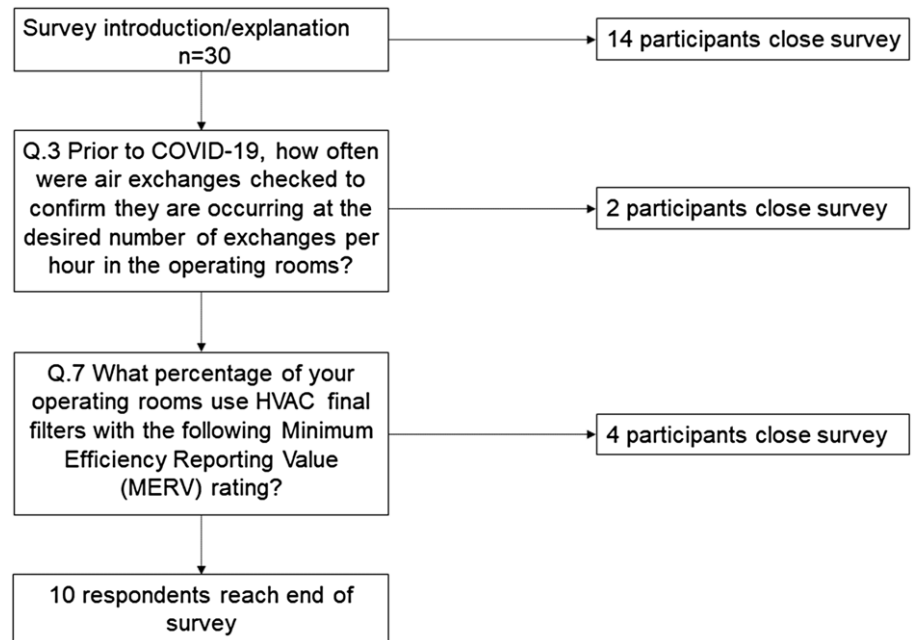 Survey introduction/explanation
n=30
14 participants close survey
Q.3 Prior to COVID-19, how often
were air exchanges checked to
confirm they are occurring at the
desired number of exchanges per
hour in the operating rooms?
2 participants close survey
Q.7 What percentage of your
operating rooms use HVAC final
filters with the following Minimum
Efficiency Reporting Value
(MERV) rating?
4 participants close survey
10 respondents reach end of
survey